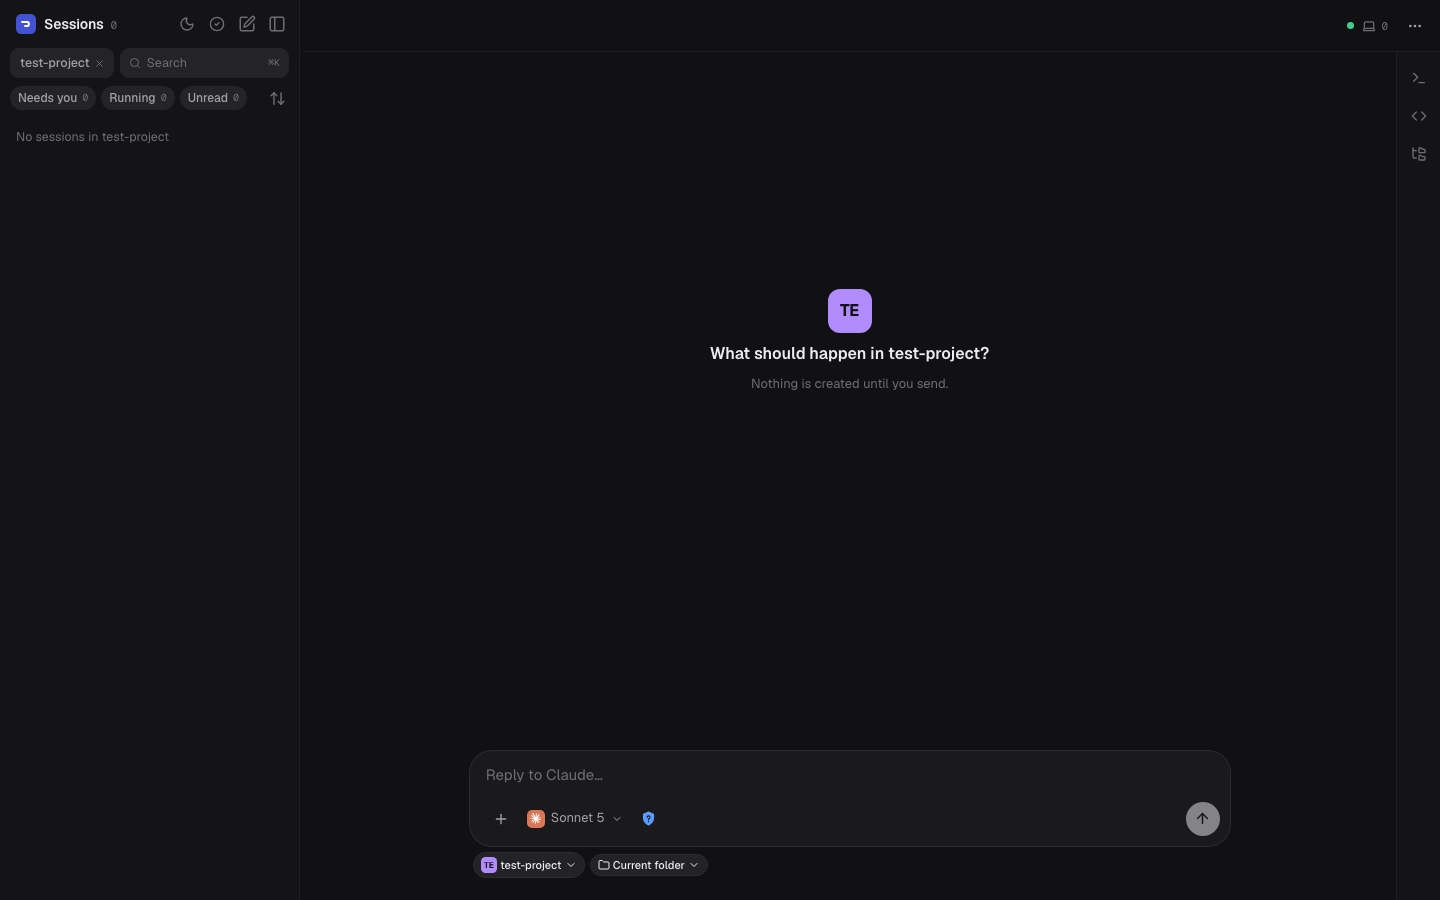 Sessions 0
test-project
Search ⌘K
Needs you 0
Running 0
Unread 0
No sessions in test-project
0
TE
What should happen in test-project?
Nothing is created until you send.
Reply to Claude...
Sonnet 5
?
TE test-project
Current folder